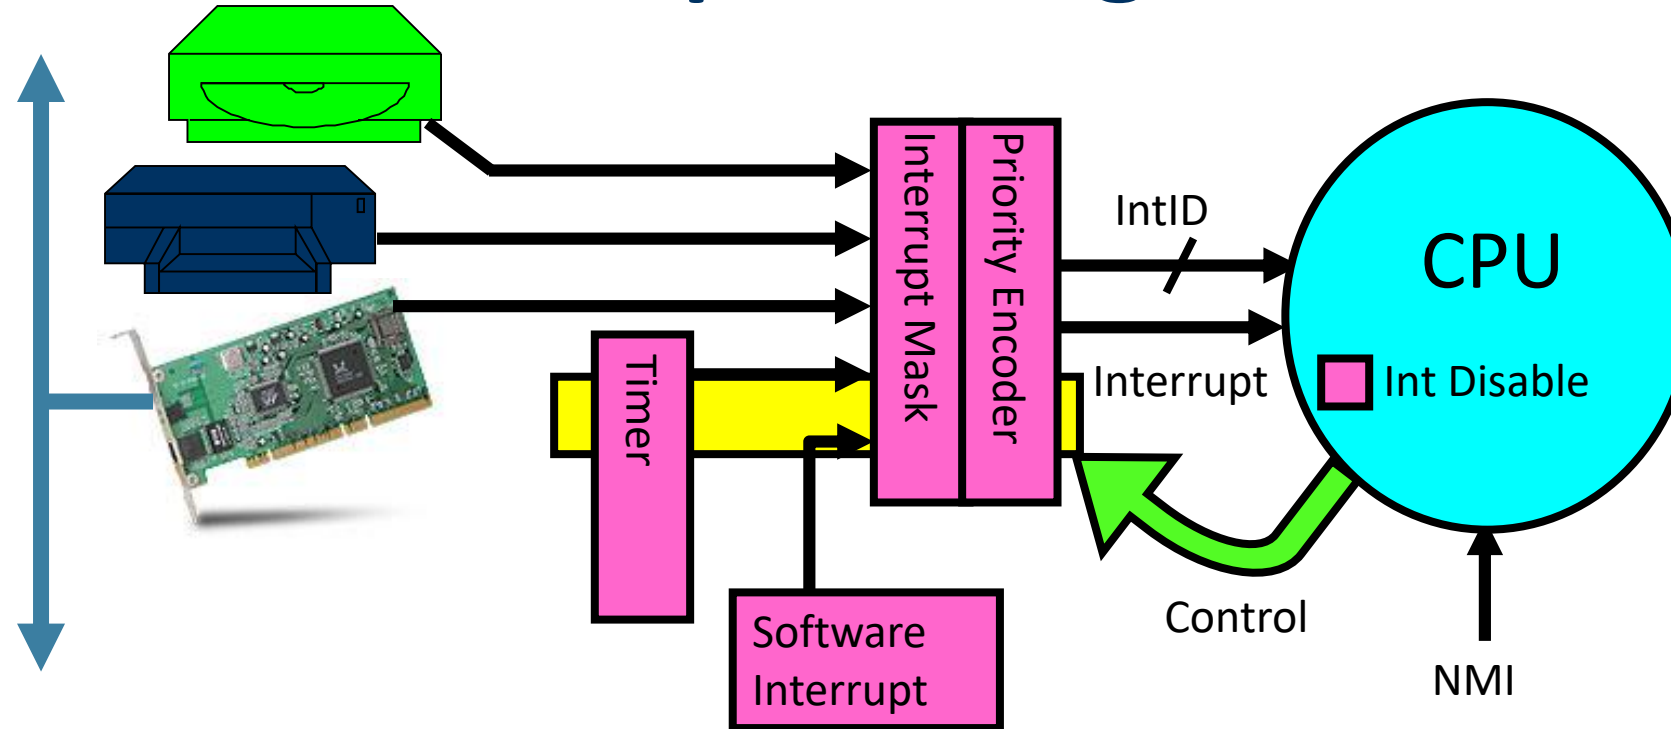 Interrupt Mask
Priority Encoder
IntID
CPU
Timer
Interrupt
Int Disable
Software
Interrupt
Control
NMI